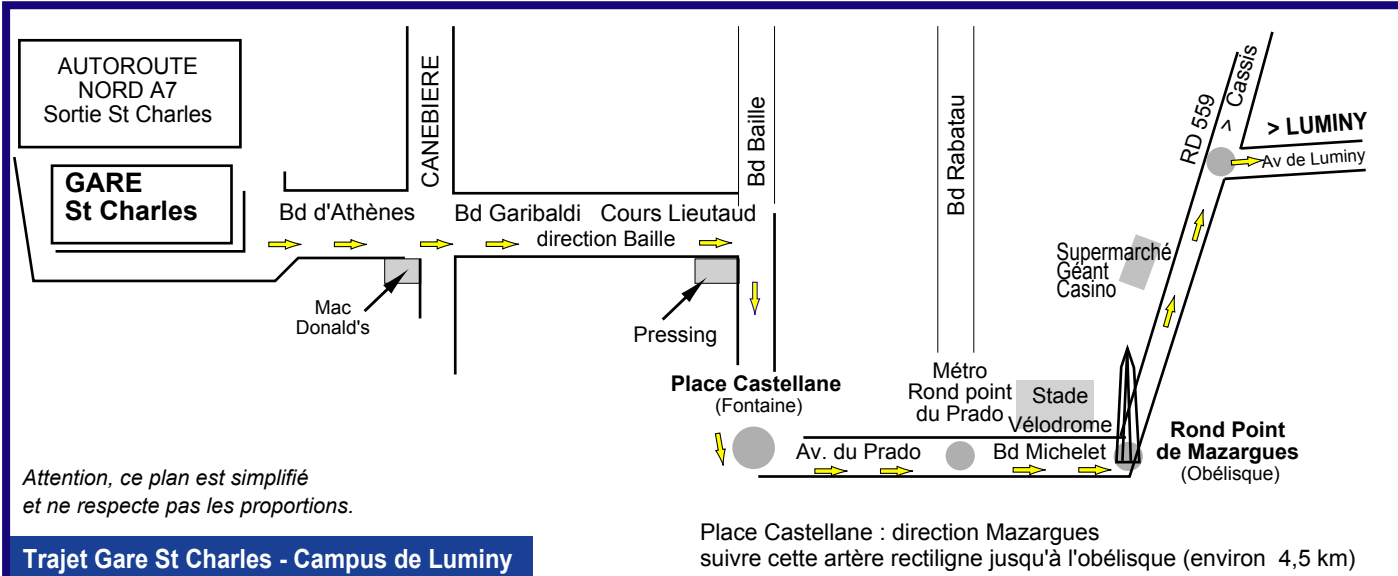 AUTOROUTE
NORD A7
Sortie St Charles
GARE
St Charles
Bd d'Athènes
CANEBIERE
Bd Garibaldi
Cours Lieutaud
direction Baille
Mac
Donald's
Pressing
Bd Baille
Place Castellane
(Fontaine)
Av. du Prado
Bd Rabatau
Métro
Rond point
du Prado
Stade
Vélodrome
Bd Michelet
Rond Point
de Mazargues
(Obélisque)
Supermarché
Géant
Casino
RD 559
> Cassis
> LUMINY
Av de Luminy
Attention, ce plan est simplifié
et ne respecte pas les proportions.
Trajet Gare St Charles - Campus de Luminy
Place Castellane : direction Mazargues
suivre cette artère rectiligne jusqu'à l'obélisque (environ 4,5 km)